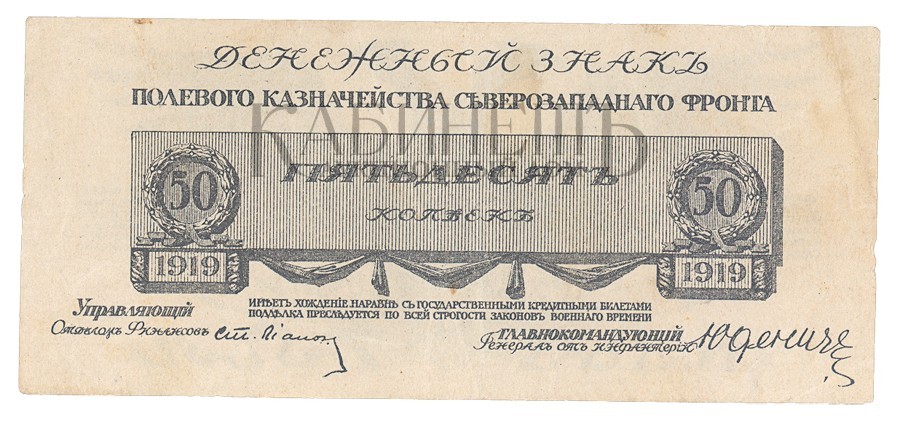 ДЕНЕЖНЫЙ ЗНАКЪ
ПОЛЕВОГО КАЗНАЧЕЙСТВА СѢВЕРОЗАПАДНАГО ФРОНТА
КАБИНЕТЪ
ПЯТЬДЕСЯТЪ
50 50
КОПѢЕКЪ
1919 1919
ИМѢЕТЪ ХОЖДЕНІЕ НАРАВНѢ СЪ ГОСУДАРСТВЕННЫМИ КРЕДИТНЫМИ БИЛЕТАМИ
ПОДДѢЛКА ПРЕСЛѢДУЕТСЯ ПО ВСЕЙ СТРОГОСТИ ЗАКОНОВЪ ВОЕННАГО ВРЕМЕНИ
Управляющій
Отдѣломъ Финансовъ
ГЛАВНОКОМАНДУЮЩІЙ
Генералъ отъ инфантеріи Юденичъ